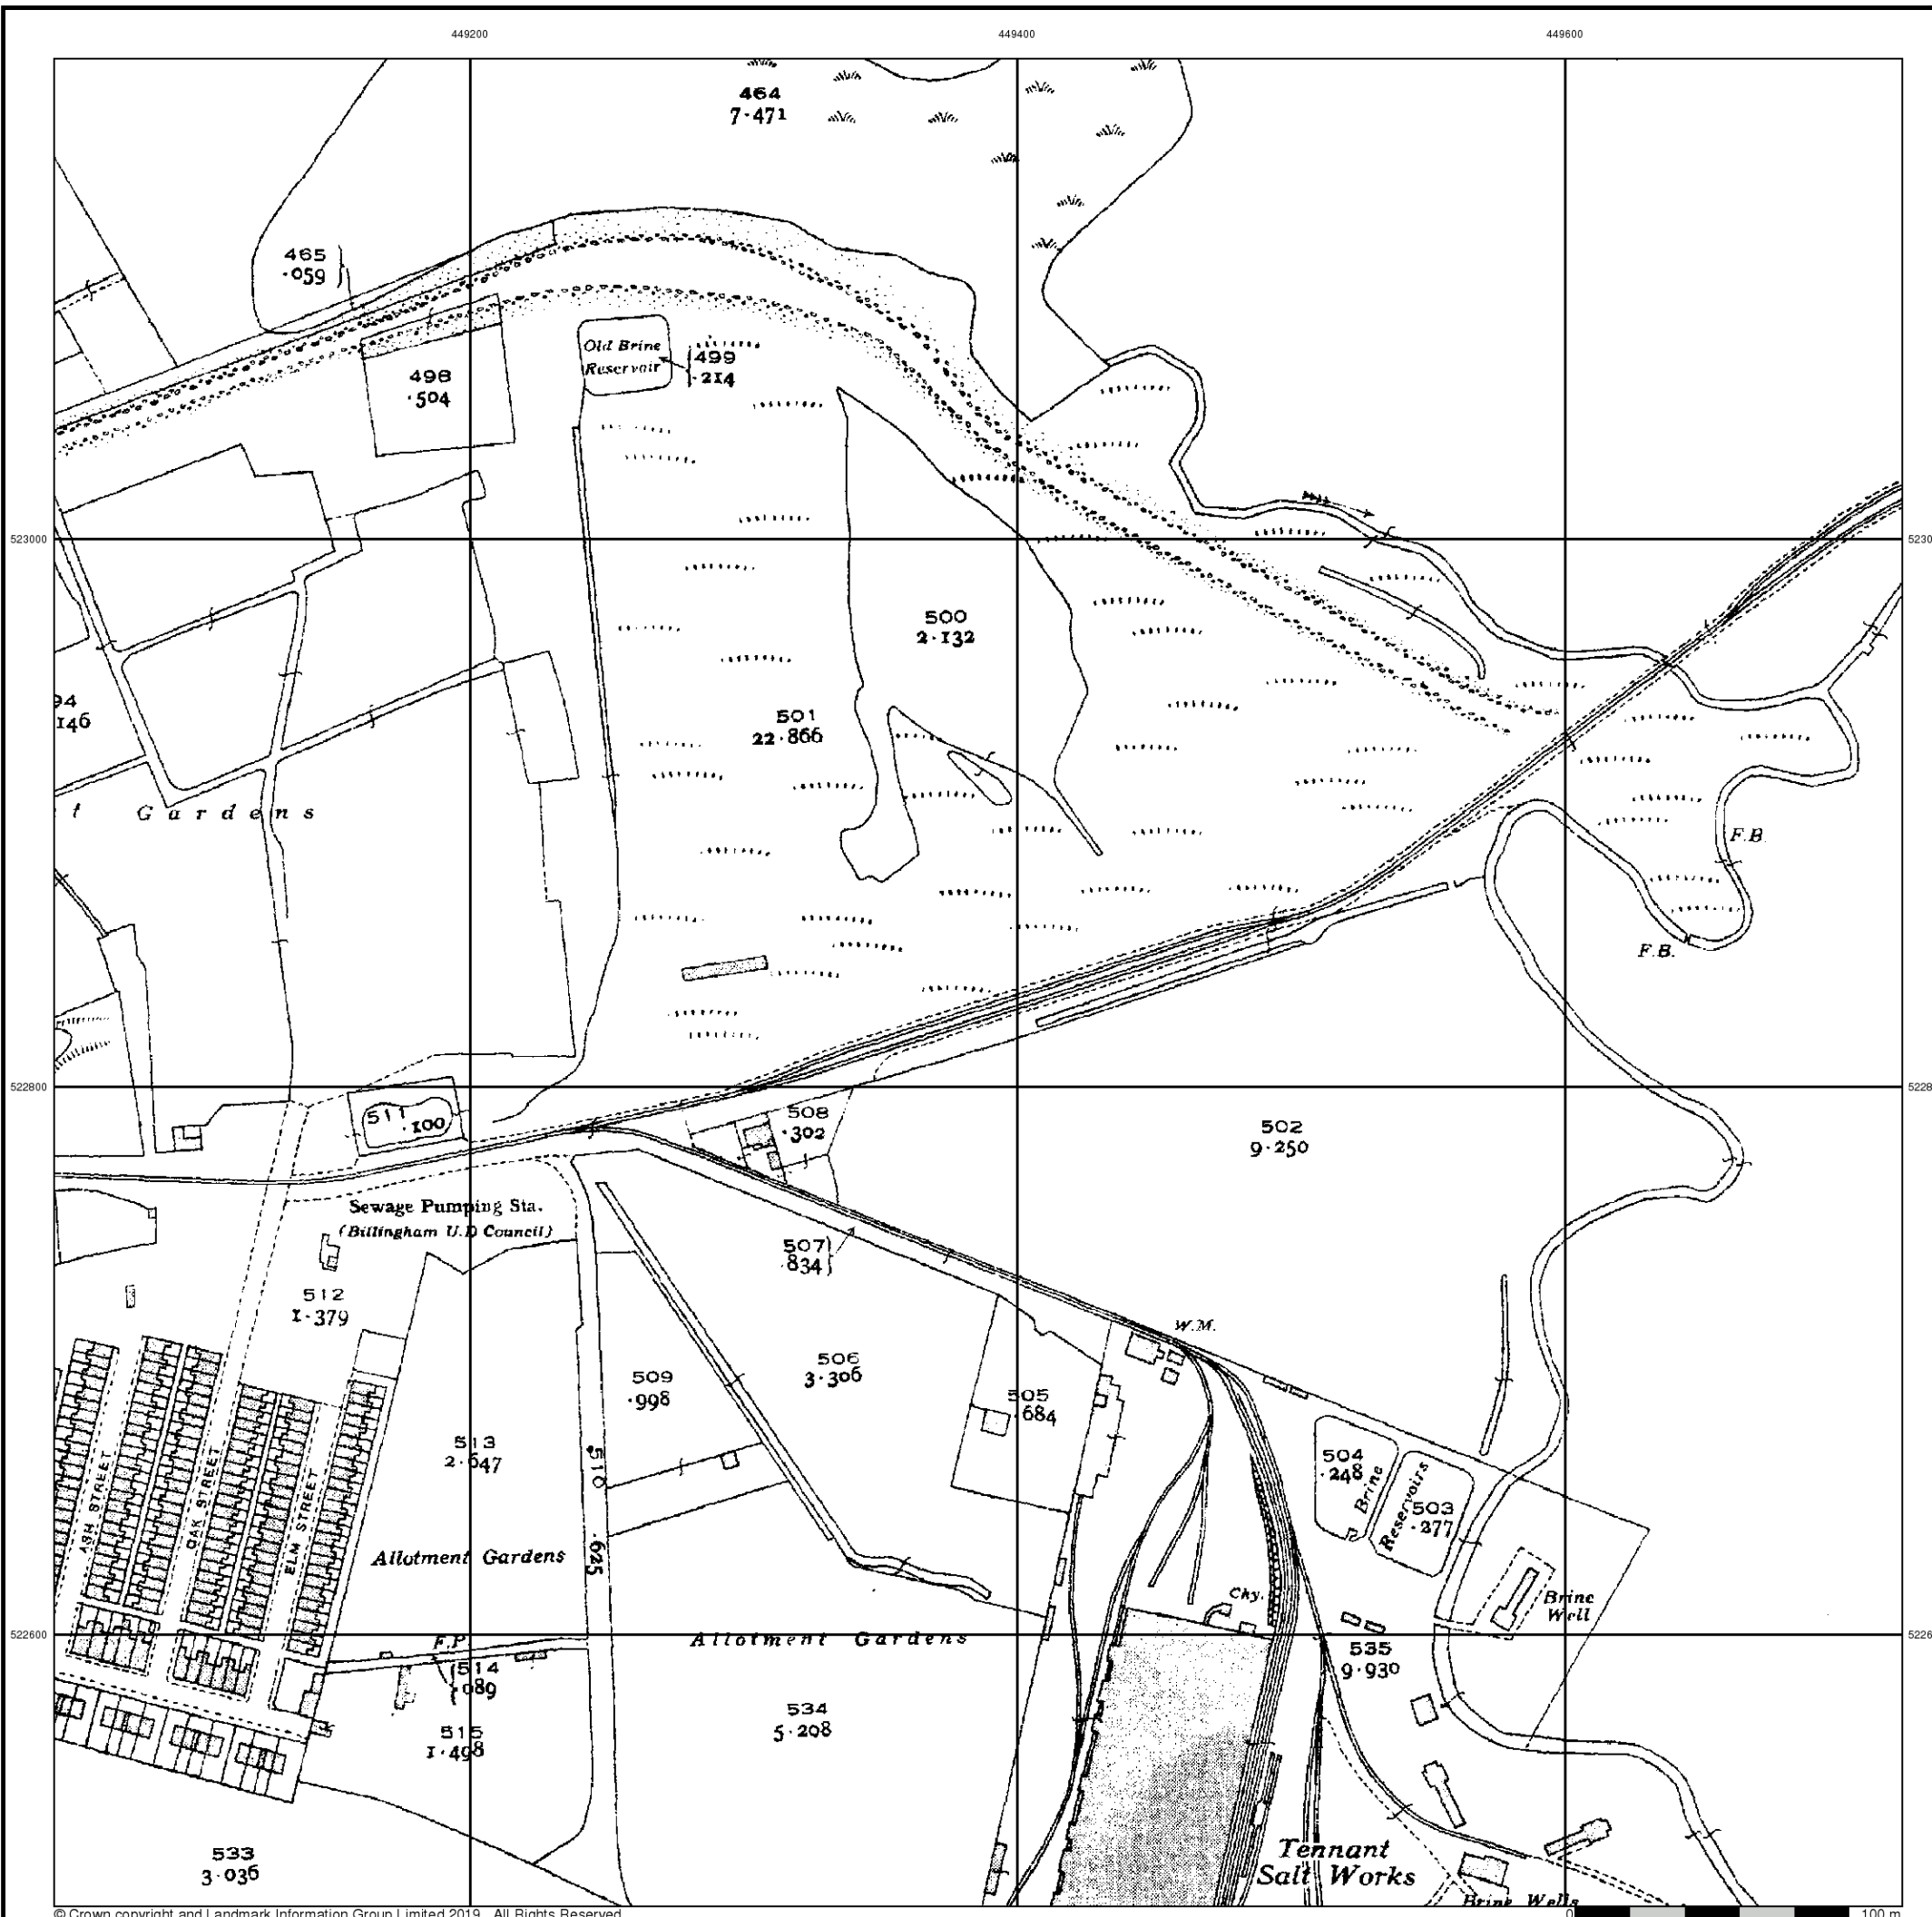 449200
449400
449600
464
7·471
465
·059
Old Brine
Reservoir
499
·214
498
·504
523000
5230
500
2·132
94
146
501
22·866
t Gardens
F.B.
F.B.
522800
5228
511
·100
508
·302
502
9·250
Sewage Pumping Sta.
(Billingham U.D Council)
507
·834
512
1·379
W.M.
509
·998
506
3·306
505
·684
513
2·647
510
·625
504
·248
Brine
Reservoirs
503
·277
ASH STREET
OAK STREET
ELM STREET
Allotment Gardens
Chy.
Brine
Well
522600
5226
F.P.
Allotment Gardens
535
9·930
514
·089
534
5·208
515
1·498
533
3·036
Tennant
Salt Works
Brine Wells
© Crown copyright and Landmark Information Group Limited 2019. All Rights Reserved.
0
100 m